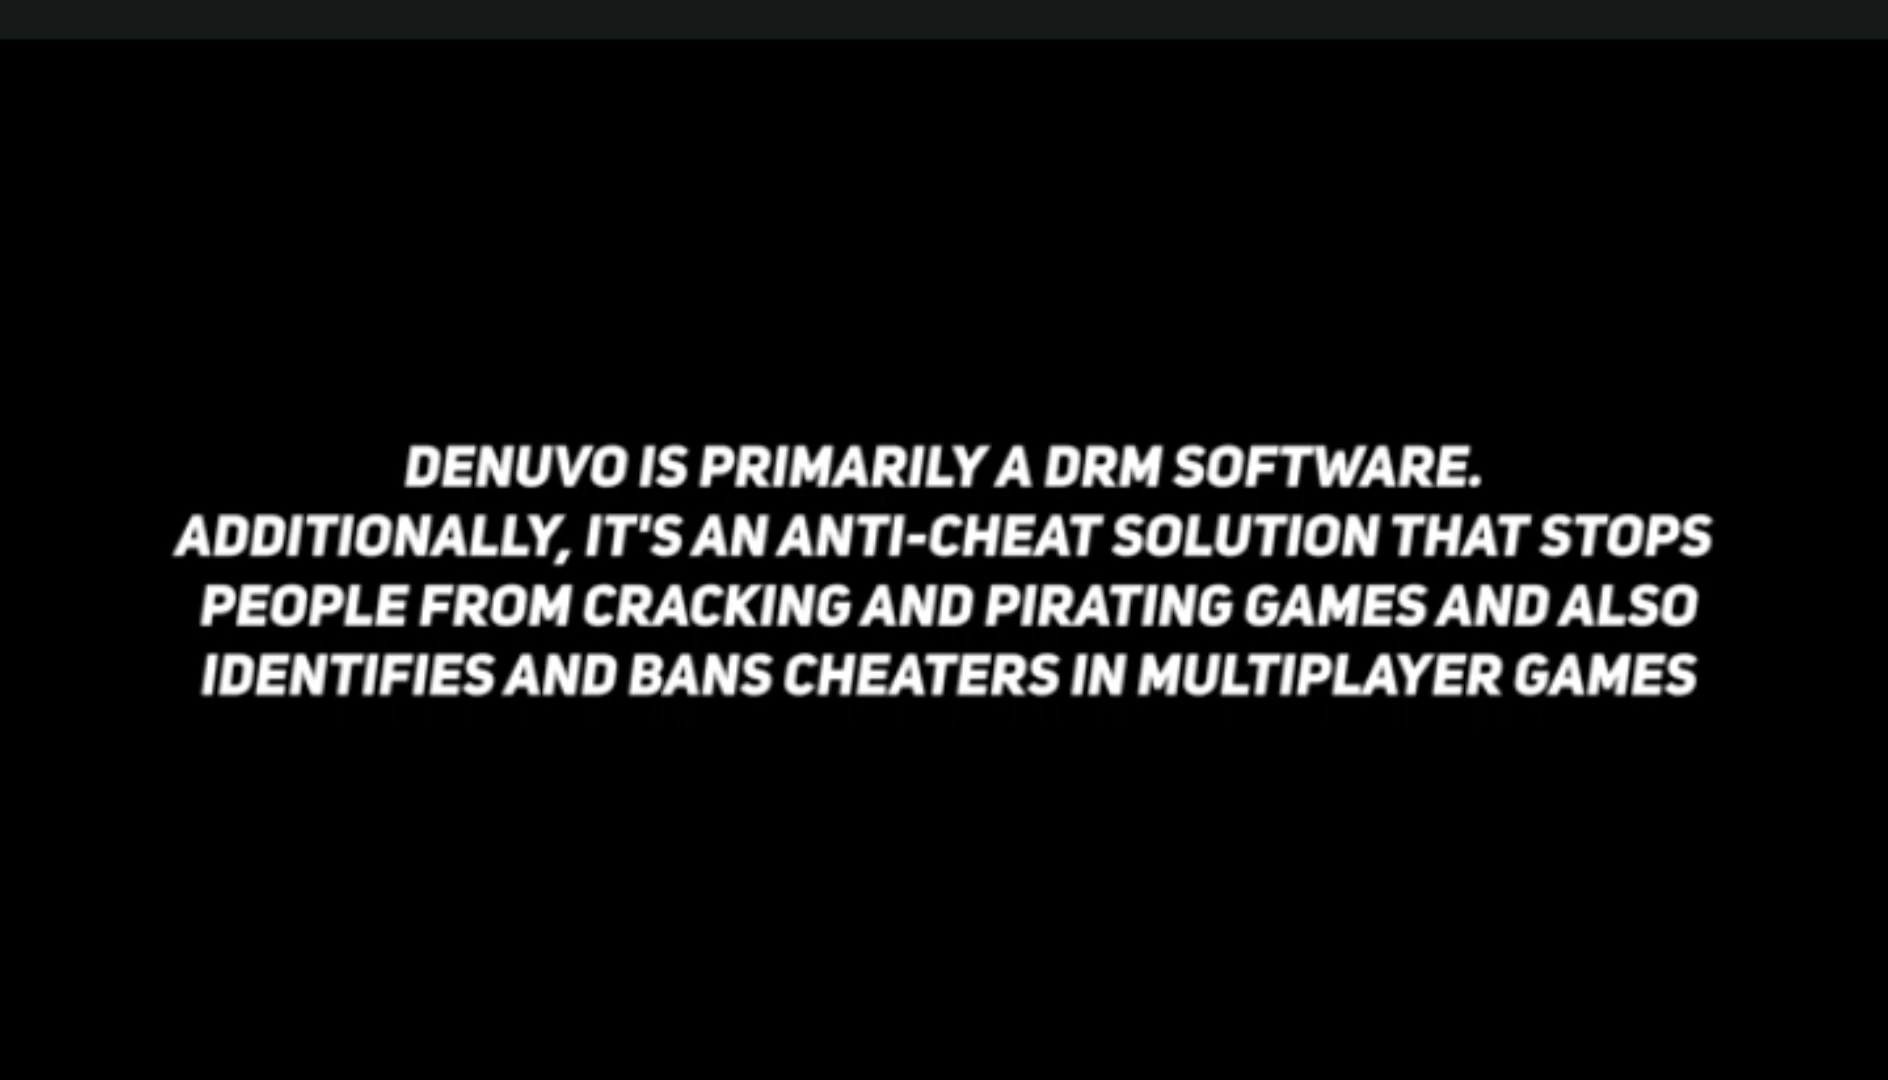 DENUVO IS PRIMARILY A DRM SOFTWARE.
ADDITIONALLY, IT'S AN ANTI-CHEAT SOLUTION THAT STOPS
PEOPLE FROM CRACKING AND PIRATING GAMES AND ALSO
IDENTIFIES AND BANS CHEATERS IN MULTIPLAYER GAMES